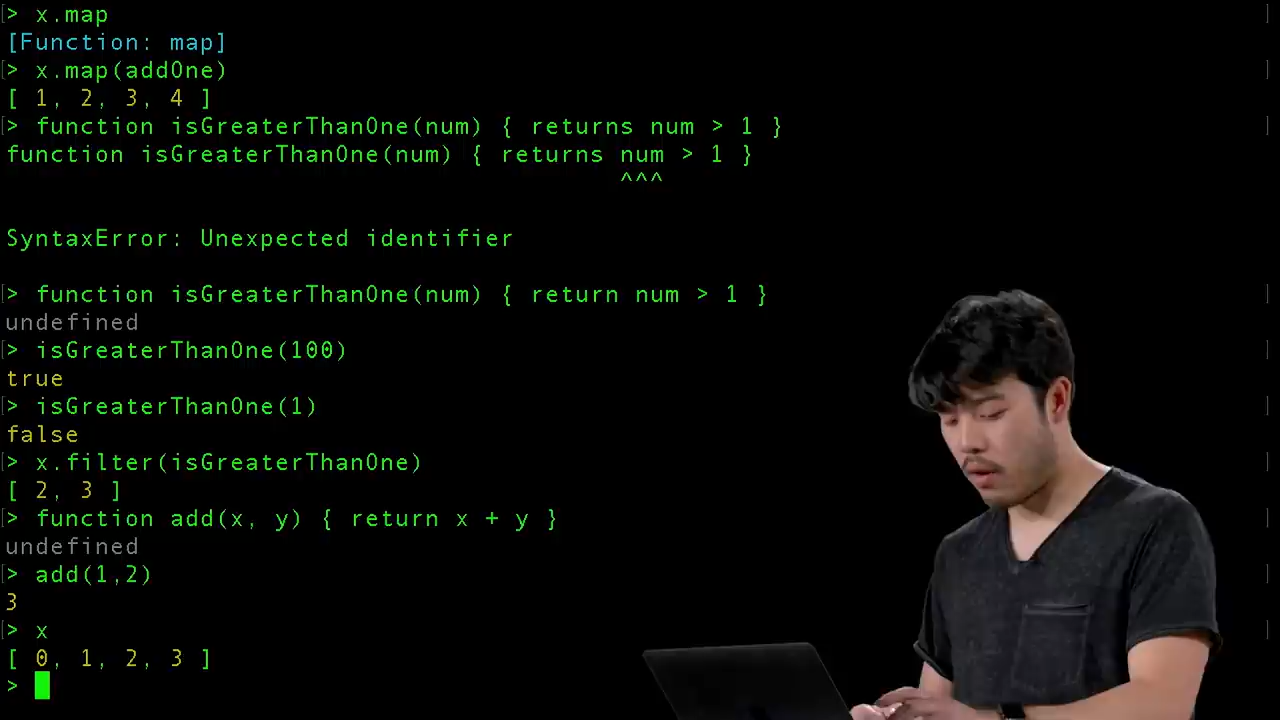 > x.map
[Function: map]
> x.map(addOne)
[ 1, 2, 3, 4 ]
> function isGreaterThanOne(num) { returns num > 1 }
function isGreaterThanOne(num) { returns num > 1 }
^^^
SyntaxError: Unexpected identifier
> function isGreaterThanOne(num) { return num > 1 }
undefined
> isGreaterThanOne(100)
true
> isGreaterThanOne(1)
false
> x.filter(isGreaterThanOne)
[ 2, 3 ]
> function add(x, y) { return x + y }
undefined
> add(1,2)
3
> x
[ 0, 1, 2, 3 ]
>